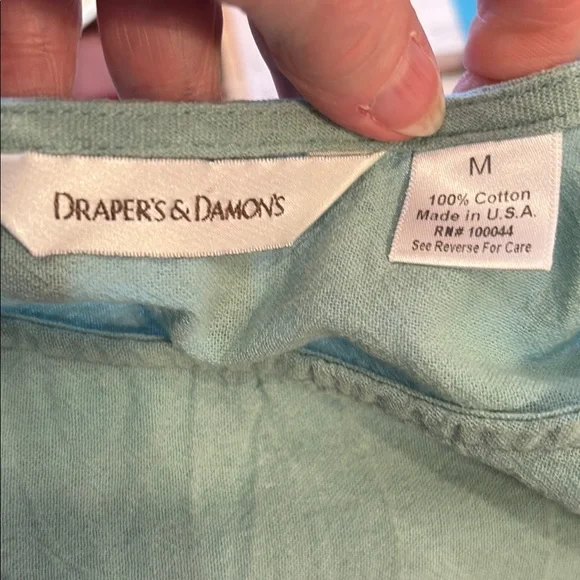 DRAPER'S & DAMON'S
M
100% Cotton
Made in U.S.A.
RN# 100044
See Reverse For Care